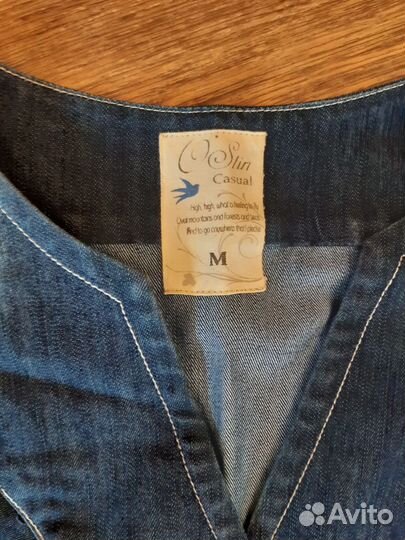 O'Stin
Casual
High, high, what a feeling to fly
Over mountains and forests and seas
And to go anywhere that I please
M
Avito